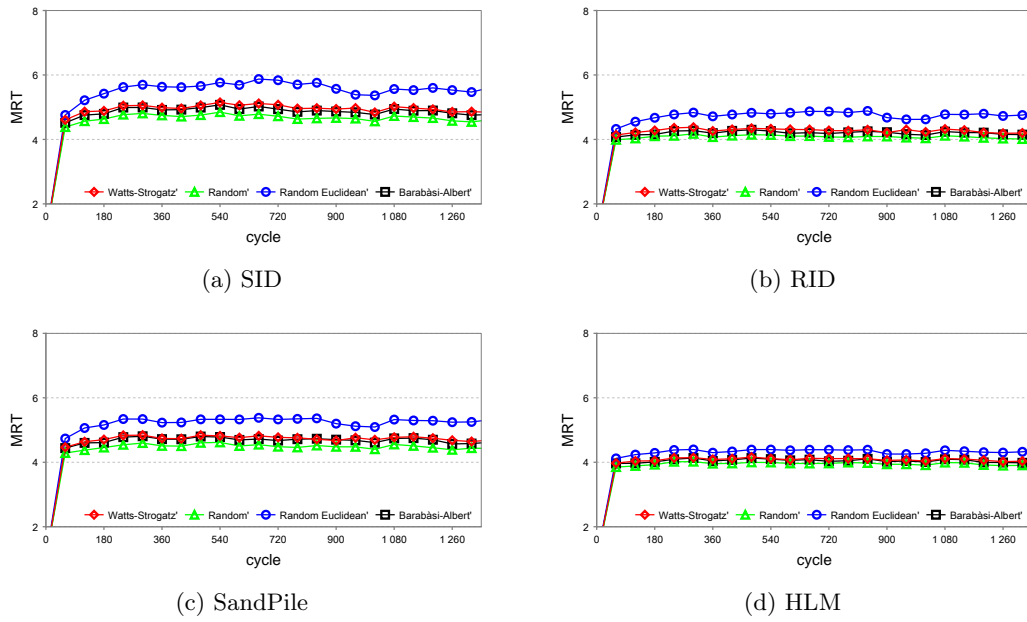 8
6
4
2
MRT
Watts-Strogatz' Random' Random Euclidean' Barabàsi-Albert'
0 180 360 540 720 900 1 080 1 260
cycle
(a) SID
8
6
4
2
MRT
Watts-Strogatz' Random' Random Euclidean' Barabàsi-Albert'
0 180 360 540 720 900 1 080 1 260
cycle
(b) RID
8
6
4
2
MRT
Watts-Strogatz' Random' Random Euclidean' Barabàsi-Albert'
0 180 360 540 720 900 1 080 1 260
cycle
(c) SandPile
8
6
4
2
MRT
Watts-Strogatz' Random' Random Euclidean' Barabàsi-Albert'
0 180 360 540 720 900 1 080 1 260
cycle
(d) HLM